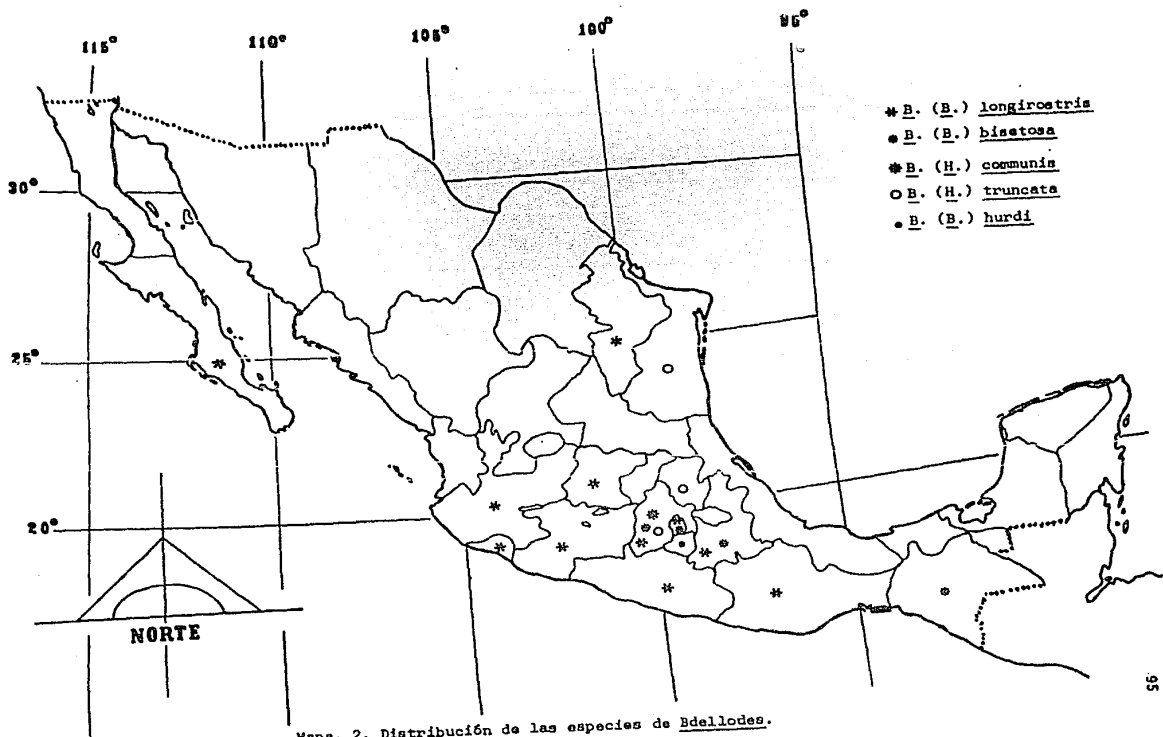 115°
110°
105°
100°
95°
* B. (B.) longirostris
* B. (B.) bisetosa
* B. (H.) communis
o B. (H.) truncata
• B. (B.) hurdi
30°
25°
20°
NORTE
95
Mapa. 2. Distribución de las especies de Bdellodes.